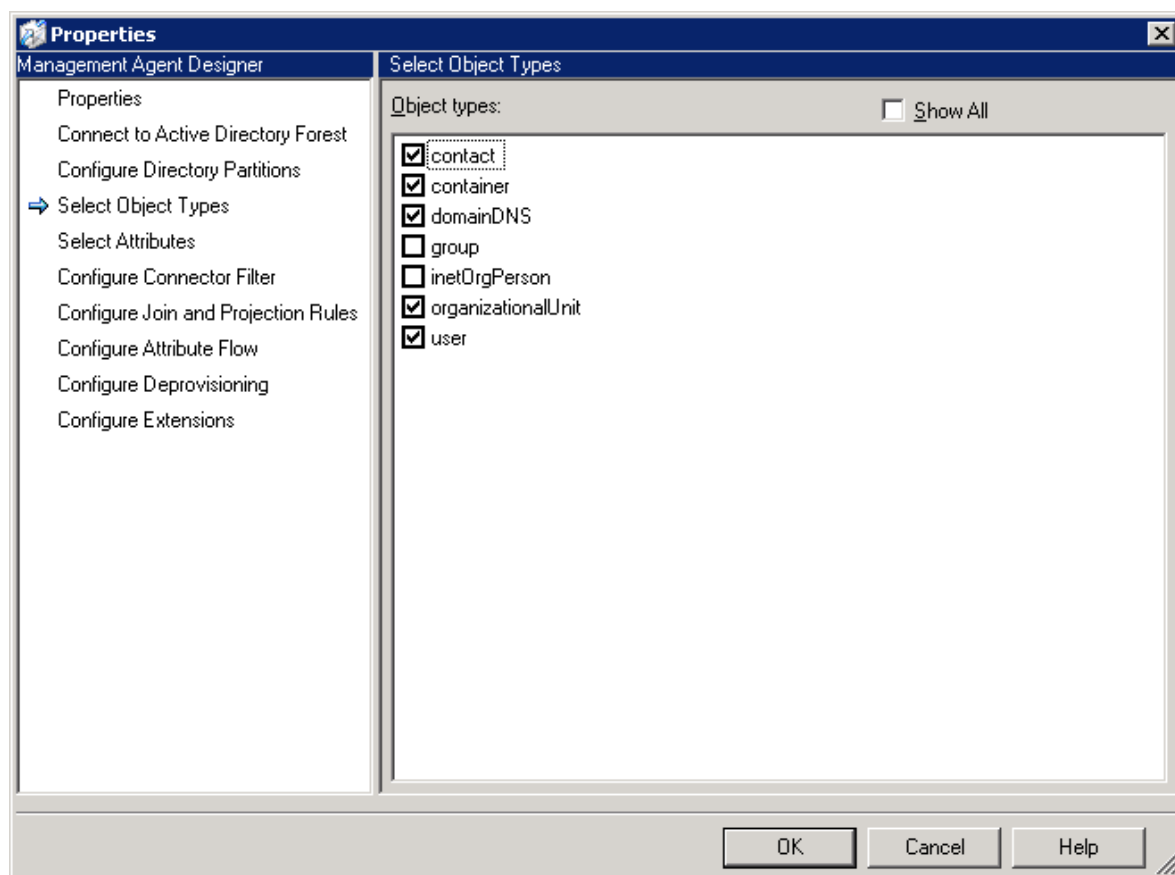 Properties
Management Agent Designer
Select Object Types
Properties
Connect to Active Directory Forest
Configure Directory Partitions
Select Object Types
Select Attributes
Configure Connector Filter
Configure Join and Projection Rules
Configure Attribute Flow
Configure Deprovisioning
Configure Extensions
Object types:
Show All
contact
container
domainDNS
group
inetOrgPerson
organizationalUnit
user
OK
Cancel
Help